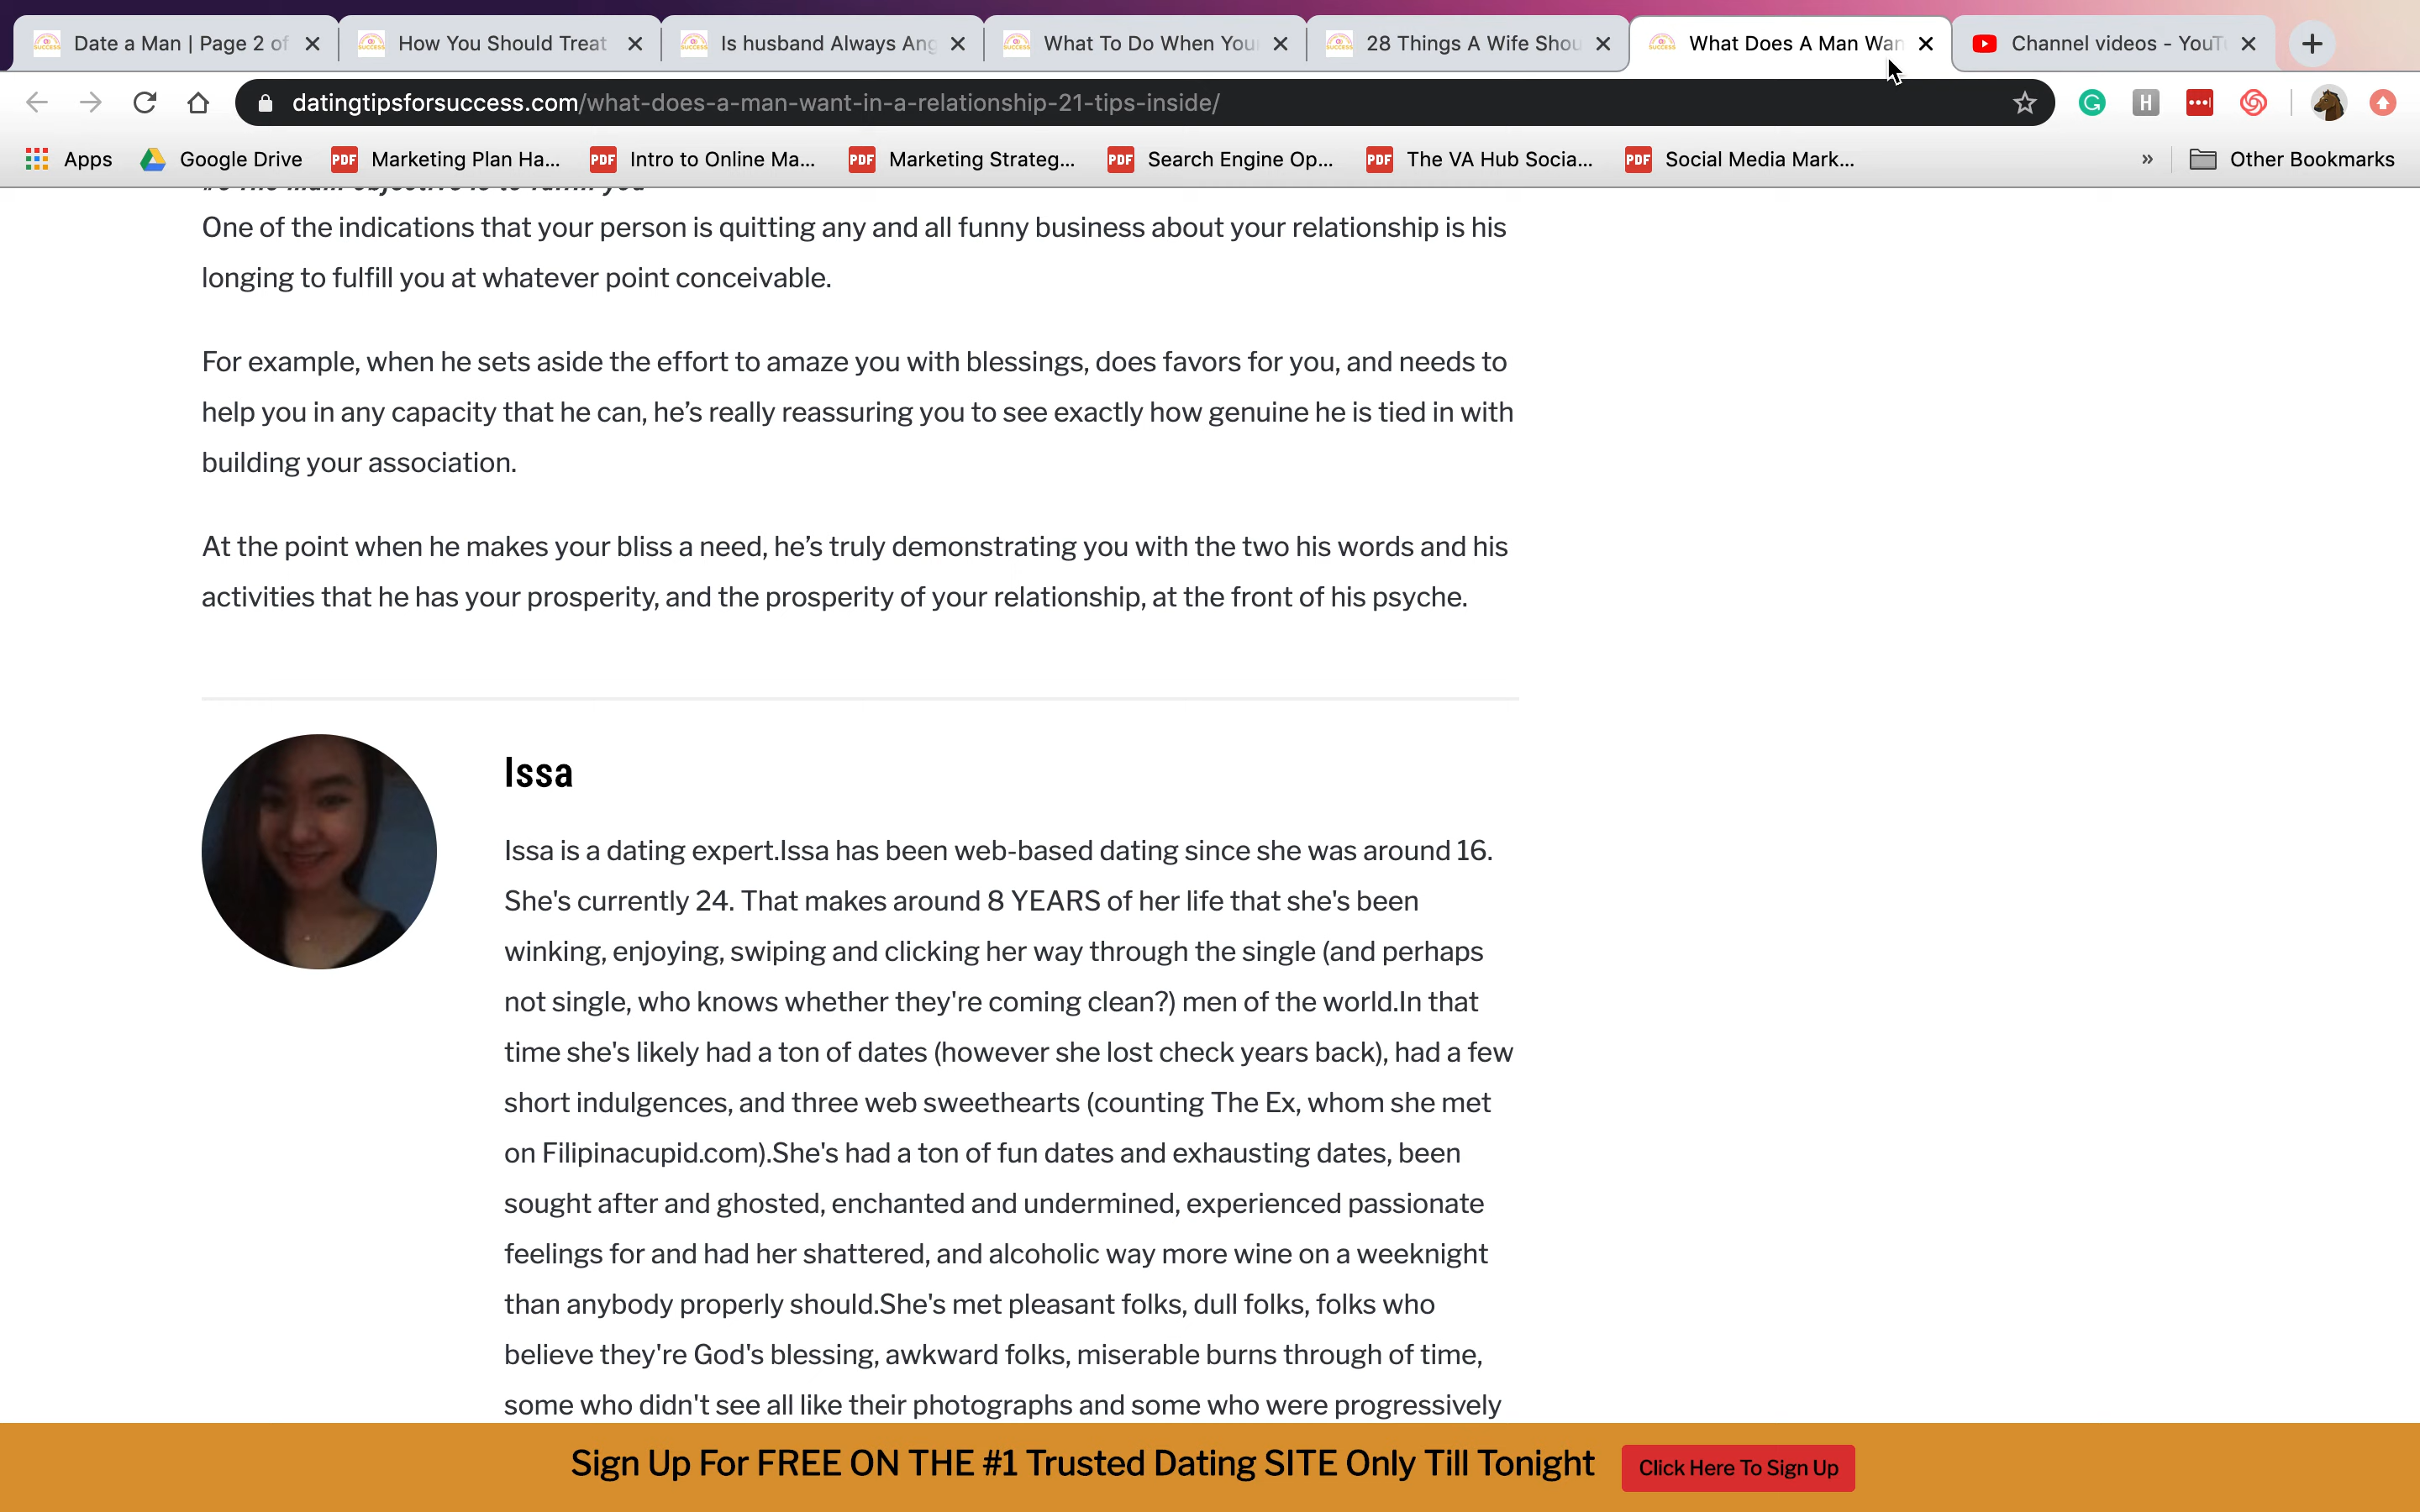 Date a Man | Page 2 of
How You Should Treat
Is husband Always Ang
What To Do When You
28 Things A Wife Shou
What Does A Man Wan
Channel videos - YouT
datingtipsforsuccess.com/what-does-a-man-want-in-a-relationship-21-tips-inside/
Apps
Google Drive
PDF Marketing Plan Ha...
PDF Intro to Online Ma...
PDF Marketing Strateg...
PDF Search Engine Op...
PDF The VA Hub Socia...
PDF Social Media Mark...
»
Other Bookmarks
One of the indications that your person is quitting any and all funny business about your relationship is his
longing to fulfill you at whatever point conceivable.
For example, when he sets aside the effort to amaze you with blessings, does favors for you, and needs to
help you in any capacity that he can, he’s really reassuring you to see exactly how genuine he is tied in with
building your association.
At the point when he makes your bliss a need, he’s truly demonstrating you with the two his words and his
activities that he has your prosperity, and the prosperity of your relationship, at the front of his psyche.
Issa
Issa is a dating expert.Issa has been web-based dating since she was around 16.
She's currently 24. That makes around 8 YEARS of her life that she's been
winking, enjoying, swiping and clicking her way through the single (and perhaps
not single, who knows whether they're coming clean?) men of the world.In that
time she's likely had a ton of dates (however she lost check years back), had a few
short indulgences, and three web sweethearts (counting The Ex, whom she met
on Filipinacupid.com).She's had a ton of fun dates and exhausting dates, been
sought after and ghosted, enchanted and undermined, experienced passionate
feelings for and had her shattered, and alcoholic way more wine on a weeknight
than anybody properly should.She's met pleasant folks, dull folks, folks who
believe they're God's blessing, awkward folks, miserable burns through of time,
some who didn't see all like their photographs and some who were progressively
Sign Up For FREE ON THE #1 Trusted Dating SITE Only Till Tonight
Click Here To Sign Up